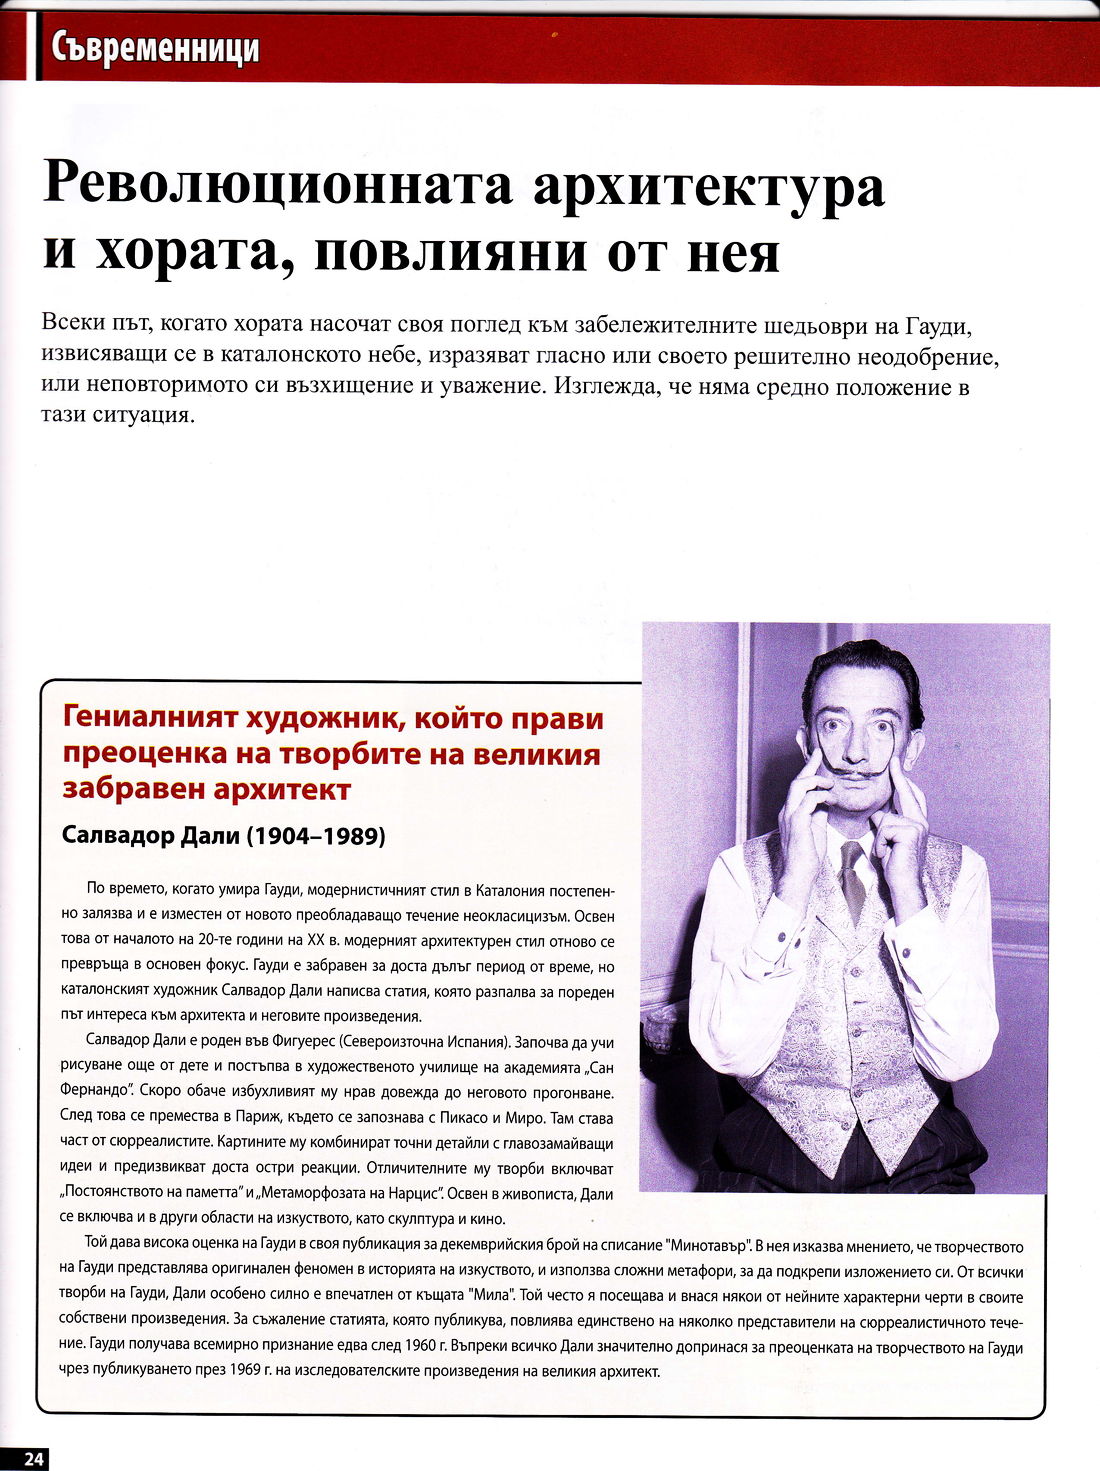 Съвременници
Революционната архитектура
и хората, повлияни от нея
Всеки път, когато хората насочат своя поглед към забележителните шедьоври на Гауди,
извисяващи се в каталонското небе, изразяват гласно или своето решително неодобрение,
или неповторимото си възхищение и уважение. Изглежда, че няма средно положение в
тази ситуация.
Гениалният художник, който прави
преоценка на творбите на великия
забравен архитект
Салвадор Дали (1904–1989)
По времето, когато умира Гауди, модернистичният стил в Каталония постепен-
но залязва и е изместен от новото преобладаващо течение неокласицизъм. Освен
това от началото на 20-те години на XX в. модерният архитектурен стил отново се
превръща в основен фокус. Гауди е забравен за доста дълъг период от време, но
каталонският художник Салвадор Дали написва статия, която разпалва за пореден
път интереса към архитекта и неговите произведения.
Салвадор Дали е роден във Фигуерес (Североизточна Испания). Започва да учи
рисуване още от дете и постъпва в художественото училище на академията „Сан
Фернандо”. Скоро обаче избухливият му нрав довежда до неговото прогонване.
След това се премества в Париж, където се запознава с Пикасо и Миро. Там става
част от сюрреалистите. Картините му комбинират точни детайли с главозамайващи
идеи и предизвикват доста остри реакции. Отличителните му творби включват
„Постоянството на паметта” и „Метаморфозата на Нарцис”. Освен в живописта, Дали
се включва и в други области на изкуството, като скулптура и кино.
Той дава висока оценка на Гауди в своя публикация за декемврийския брой на списание "Минотавър". В нея изказва мнението, че творчеството
на Гауди представлява оригинален феномен в историята на изкуството, и използва сложни метафори, за да подкрепи изложението си. От всички
творби на Гауди, Дали особено силно е впечатлен от къщата "Мила". Той често я посещава и внася някои от нейните характерни черти в своите
собствени произведения. За съжаление статията, която публикува, повлиява единствено на няколко представители на сюрреалистичното тече-
ние. Гауди получава всемирно признание едва след 1960 г. Въпреки всичко Дали значително допринася за преоценката на творчеството на Гауди
чрез публикуването през 1969 г. на изследователските произведения на великия архитект.
24